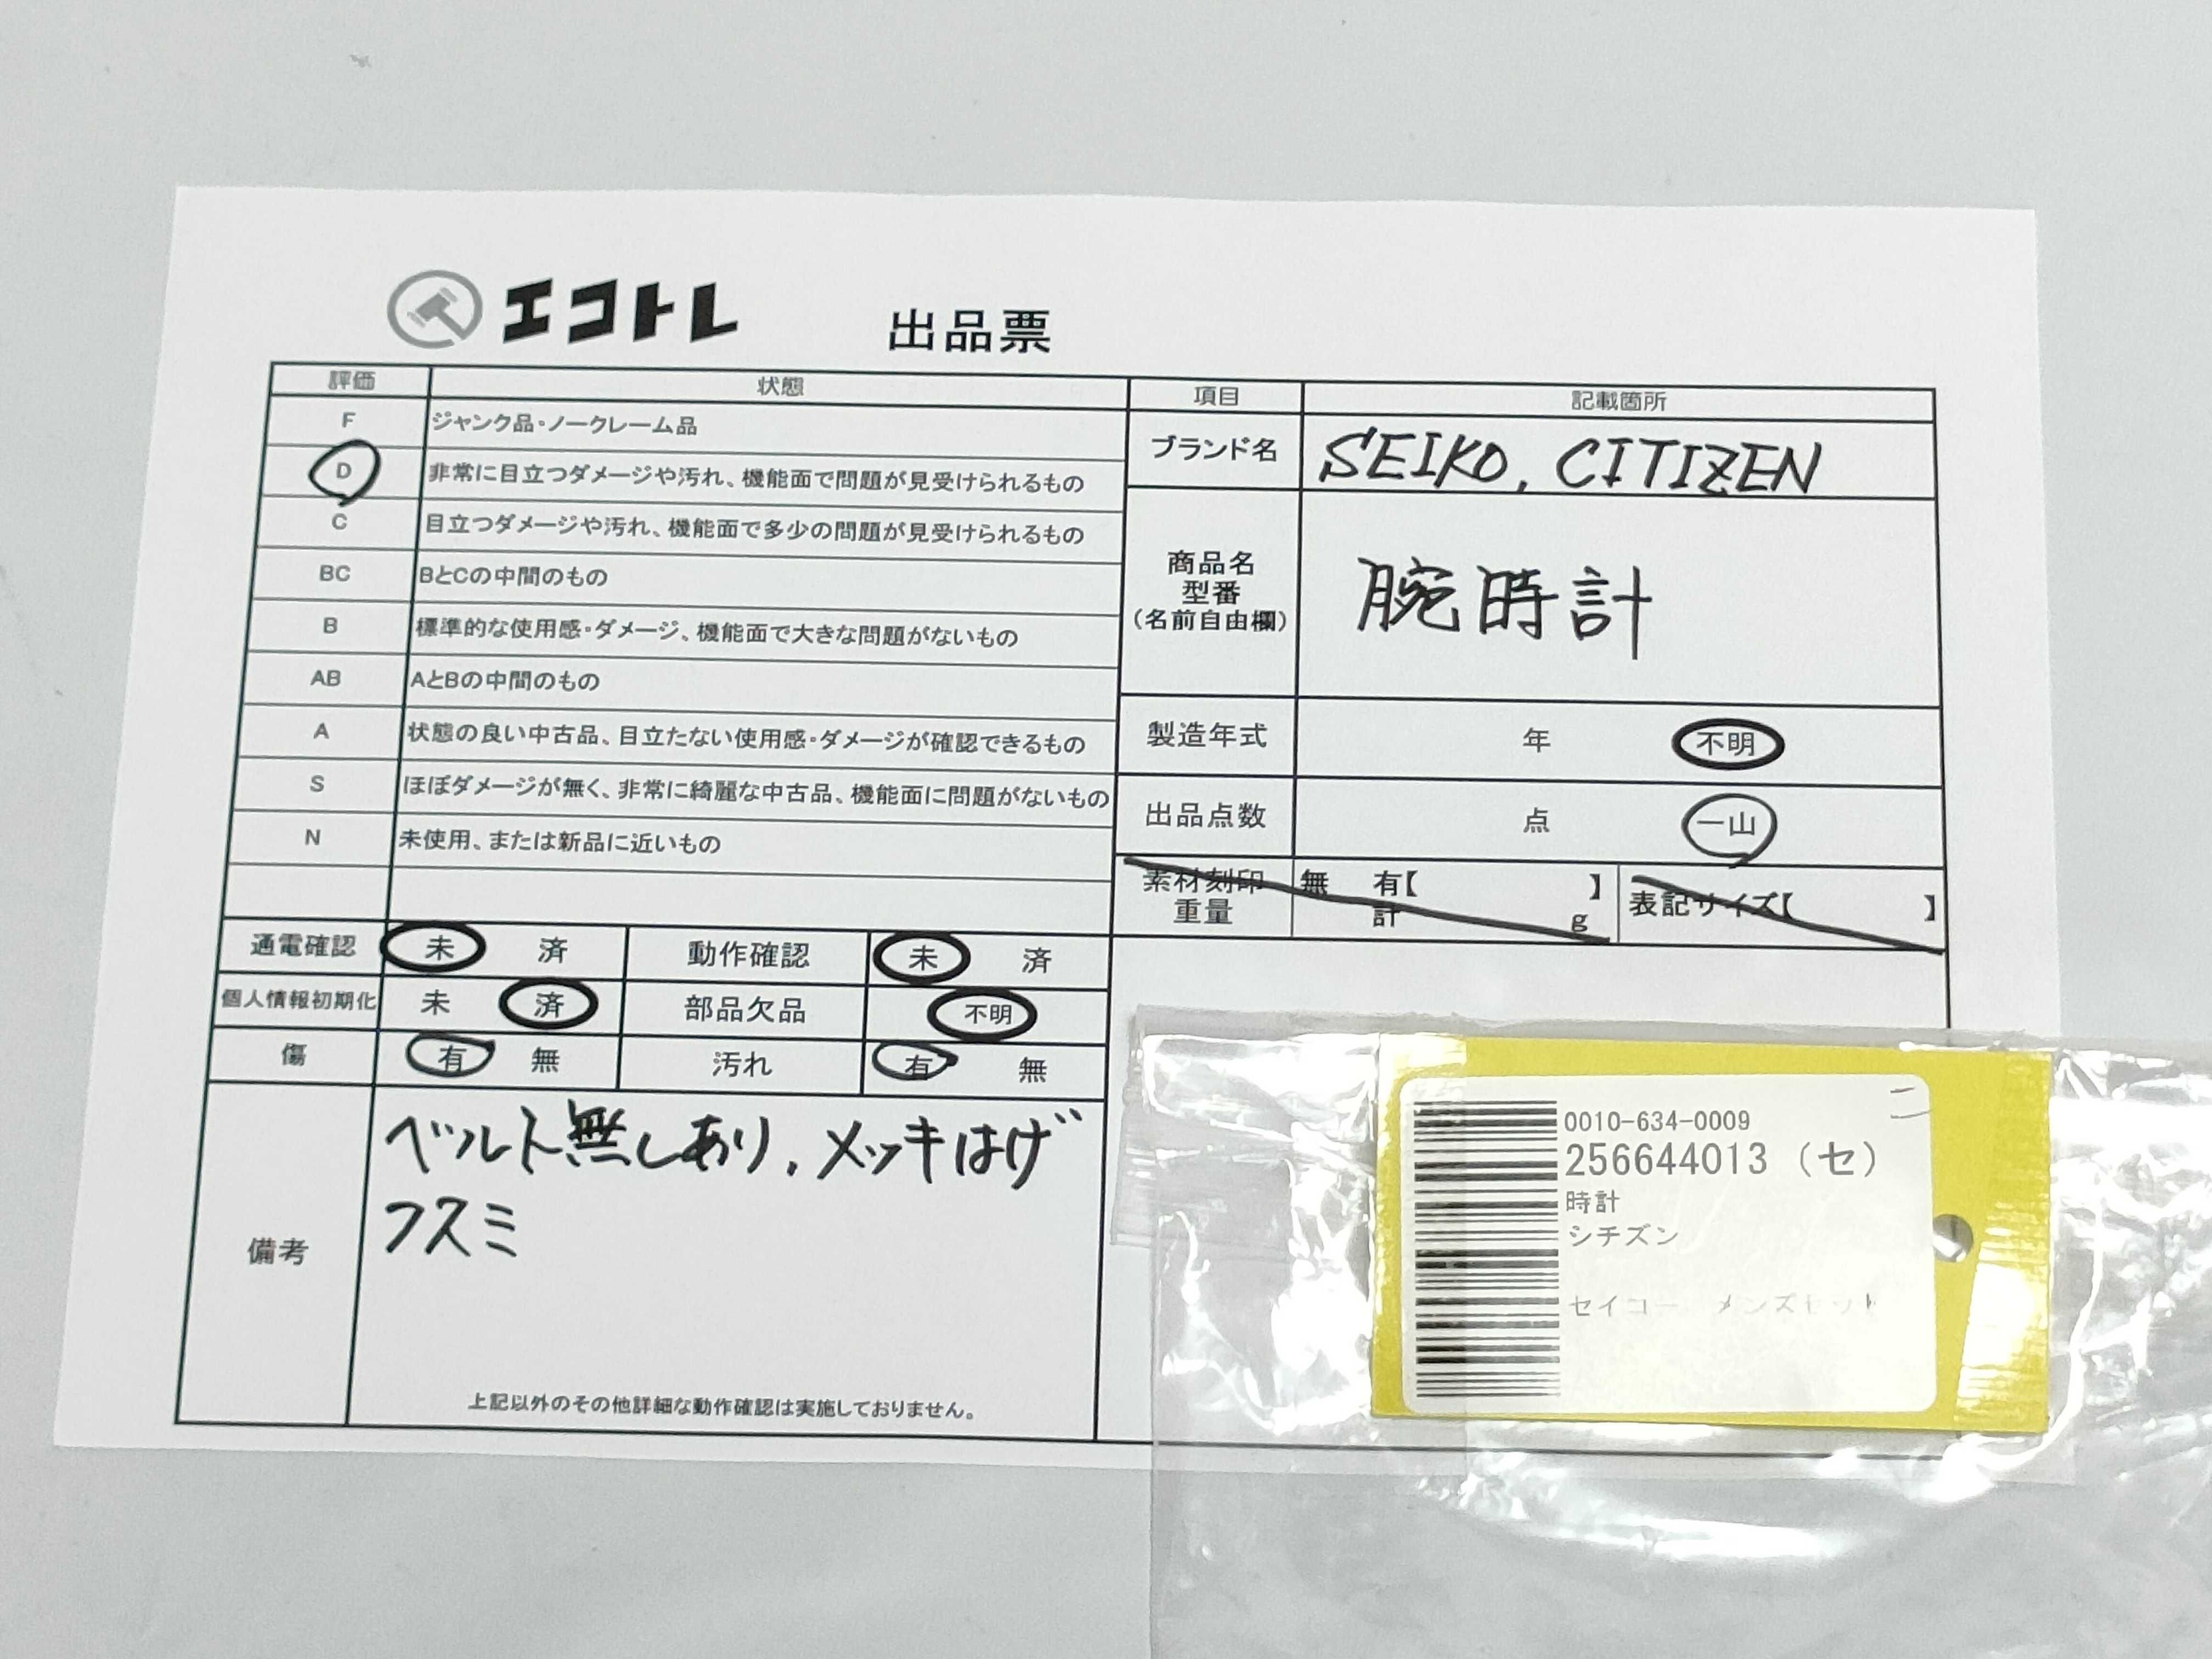 エコトレ 出品票
評価 状態
F ジャンク品・ノークレーム品
D 非常に目立つダメージや汚れ、機能面で問題が見受けられるもの
C 目立つダメージや汚れ、機能面で多少の問題が見受けられるもの
BC BとCの中間のもの
B 標準的な使用感・ダメージ、機能面で大きな問題がないもの
AB AとBの中間のもの
A 状態の良い中古品、目立たない使用感・ダメージが確認できるもの
S ほぼダメージが無く、非常に綺麗な中古品、機能面に問題がないもの
N 未使用、または新品に近いもの
通電確認 未 済 動作確認 未 済
個人情報初期化 未 済 部品欠品 不明
傷 有 無 汚れ 有 無
備考
ベルト無しあり、メッキはげ
フスミ
上記以外のその他詳細な動作確認は実施しておりません。
項目 記載箇所
ブランド名 SEIKO, CITIZEN
商品名
型番
(名前自由欄)
腕時計
製造年式 年 不明
出品点数 点 一山
素材刻印 無 有【 】 表記サイズ【 】
重量 計 g
0010-634-0009
256644013 (セ)
時計
シチズン
セイコー メンズセット